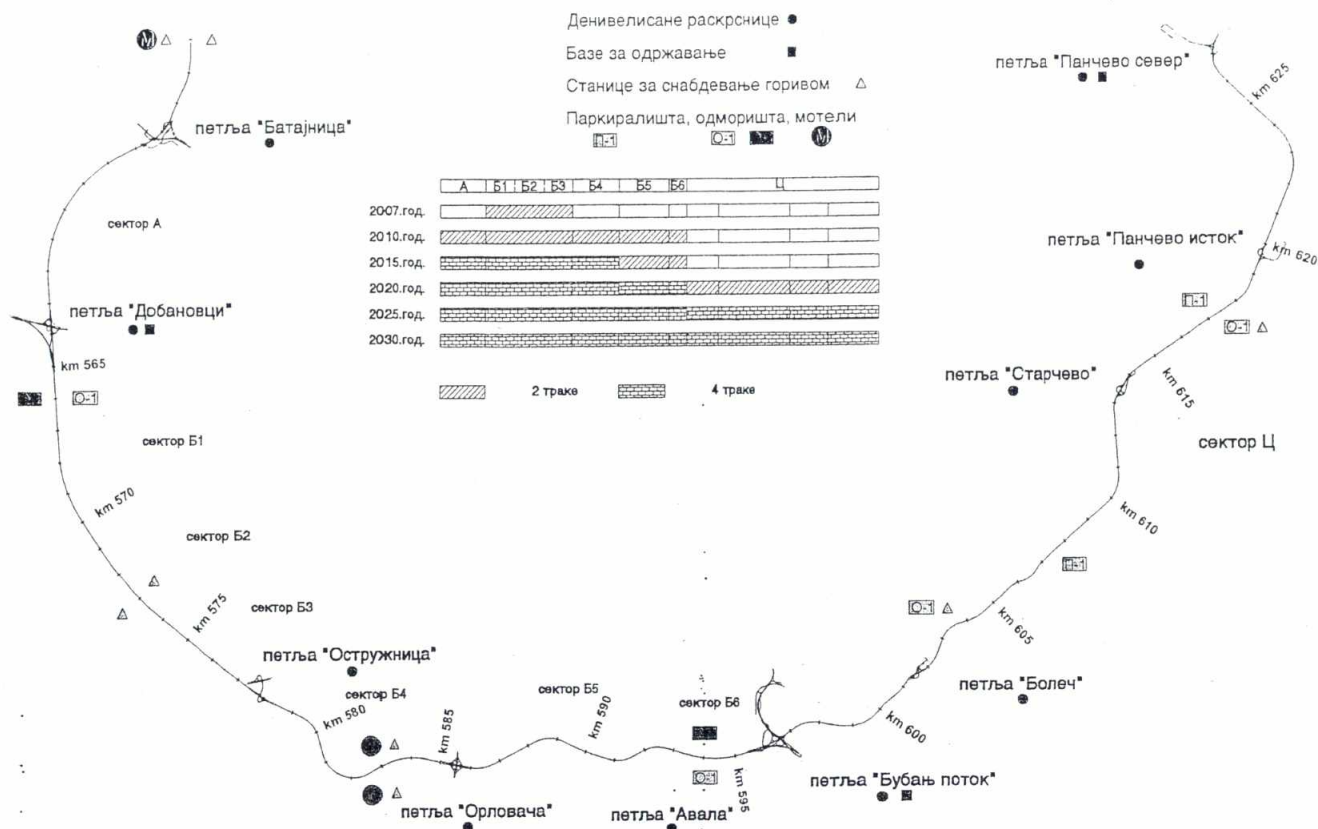 Денивелисане раскрснице
Базе за одржавање
Станице за снабдевање горивом
Паркиралишта, одморишта, мотели
П-1 О-1 М
М
петља "Панчево север"
km 625
петља "Батајница"
А Б1 Б2 Б3 Б4 Б5 Б6 Ц
2007.год.
2010.год.
2015.год.
2020.год.
2025.год.
2030.год.
2 траке 4 траке
сектор А
петља "Панчево исток"
km 620
П-1
О-1
петља "Добановци"
km 565
О-1
петља "Старчево"
km 615
сектор Ц
сектор Б1
km 570
km 610
сектор Б2
П-1
km 575
сектор Б3
О-1
km 605
петља "Остружница"
сектор Б4
km 580
km 585
сектор Б5
km 590
сектор Б6
петља "Болеч"
km 600
О-1
km 595
петља "Бубањ поток"
петља "Орловача"
петља "Авала"